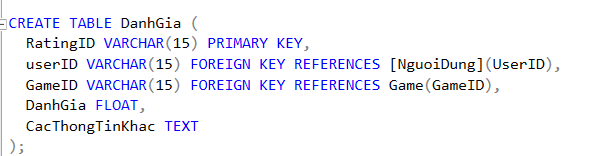 CREATE TABLE DanhGia (
RatingID VARCHAR(15) PRIMARY KEY,
userID VARCHAR(15) FOREIGN KEY REFERENCES [NguoiDung](UserID),
GameID VARCHAR(15) FOREIGN KEY REFERENCES Game(GameID),
DanhGia FLOAT,
CacThongTinKhac TEXT
);